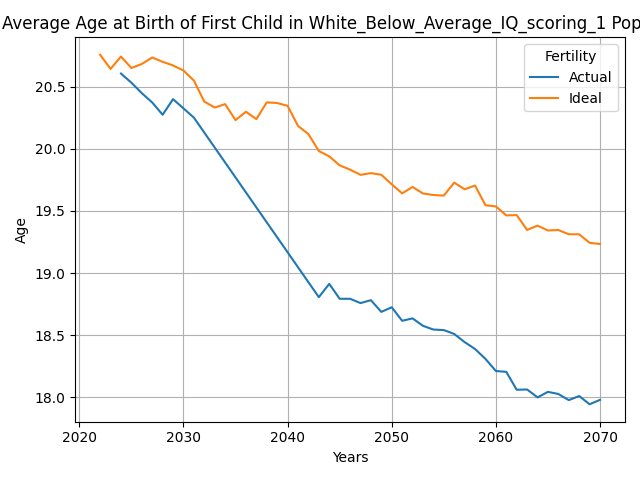 Average Age at Birth of First Child in White_Below_Average_IQ_scoring_1 Pop
Fertility
Actual
Ideal
20.5
20.0
19.5
19.0
18.5
18.0
Age
2020 2030 2040 2050 2060 2070
Years